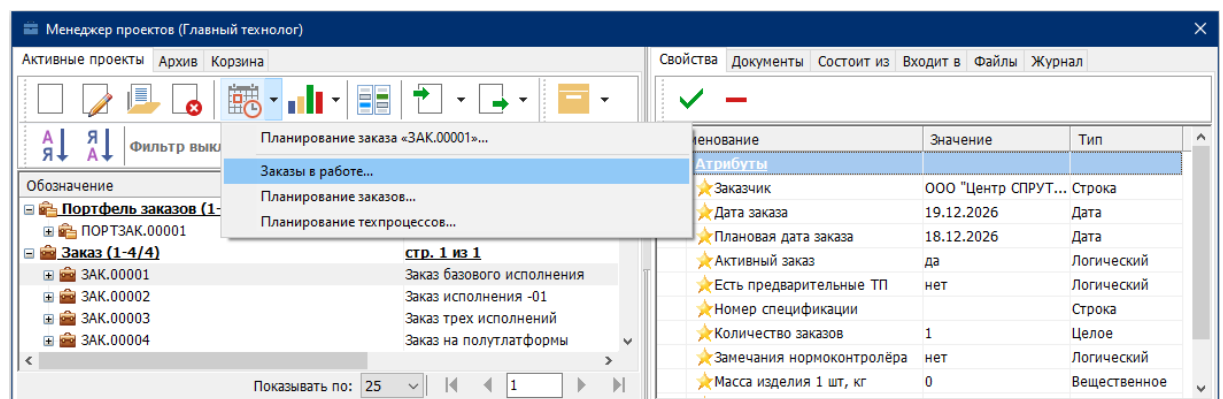 Менеджер проектов (Главный технолог)
Активные проекты Архив Корзина
Свойства Документы Состоит из Входит в Файлы Журнал
А Я Я А Фильтр
Планирование заказа «ЗАК.00001»...
Заказы в работе...
Планирование заказов...
Планирование техпроцессов...
Обозначение
Портфель заказов (1-
ПОРТЗАК.00001
Заказ (1-4/4) стр. 1 из 1
ЗАК.00001 Заказ базового исполнения
ЗАК.00002 Заказ исполнения -01
ЗАК.00003 Заказ трех исполнений
ЗАК.00004 Заказ на полутлатформы
Показывать по: 25 1
Значение Тип
Атрибуты
Заказчик ООО "Центр СПРУТ... Строка
Дата заказа 19.12.2026 Дата
Плановая дата заказа 18.12.2026 Дата
Активный заказ да Логический
Есть предварительные ТП нет Логический
Номер спецификации Строка
Количество заказов 1 Целое
Замечания нормоконтролёра нет Логический
Масса изделия 1 шт, кг 0 Вещественное